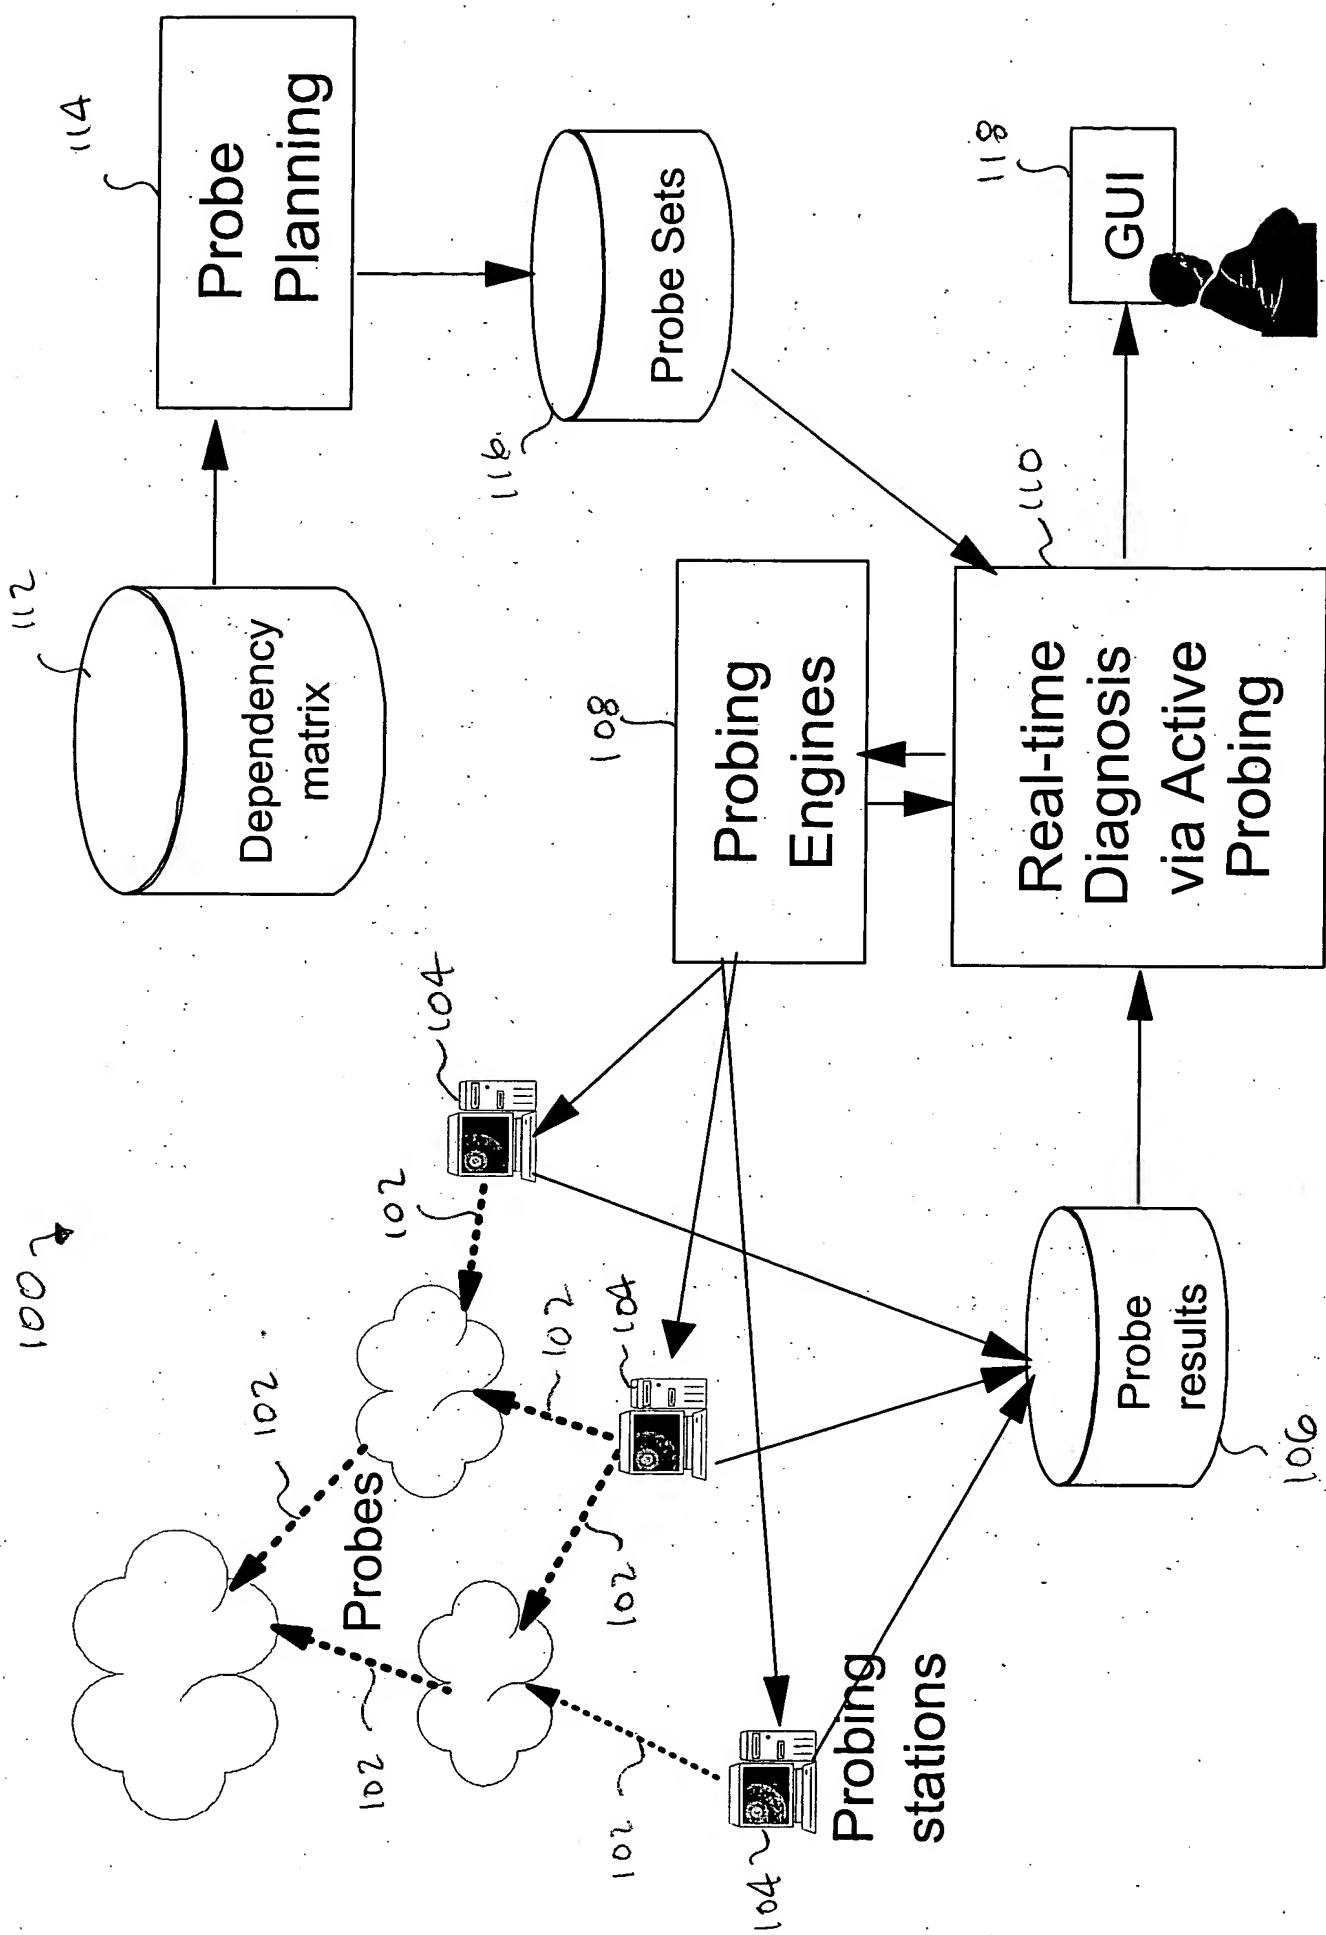 100
112
114
102
Probe
Planning
Dependency
matrix
102
Probes
102
104
116
102
102
102
104
108
Probe Sets
104
Probing
stations
Probing
Engines
118
110
GUI
Probe
results
106
Real-time
Diagnosis
via Active
Probing